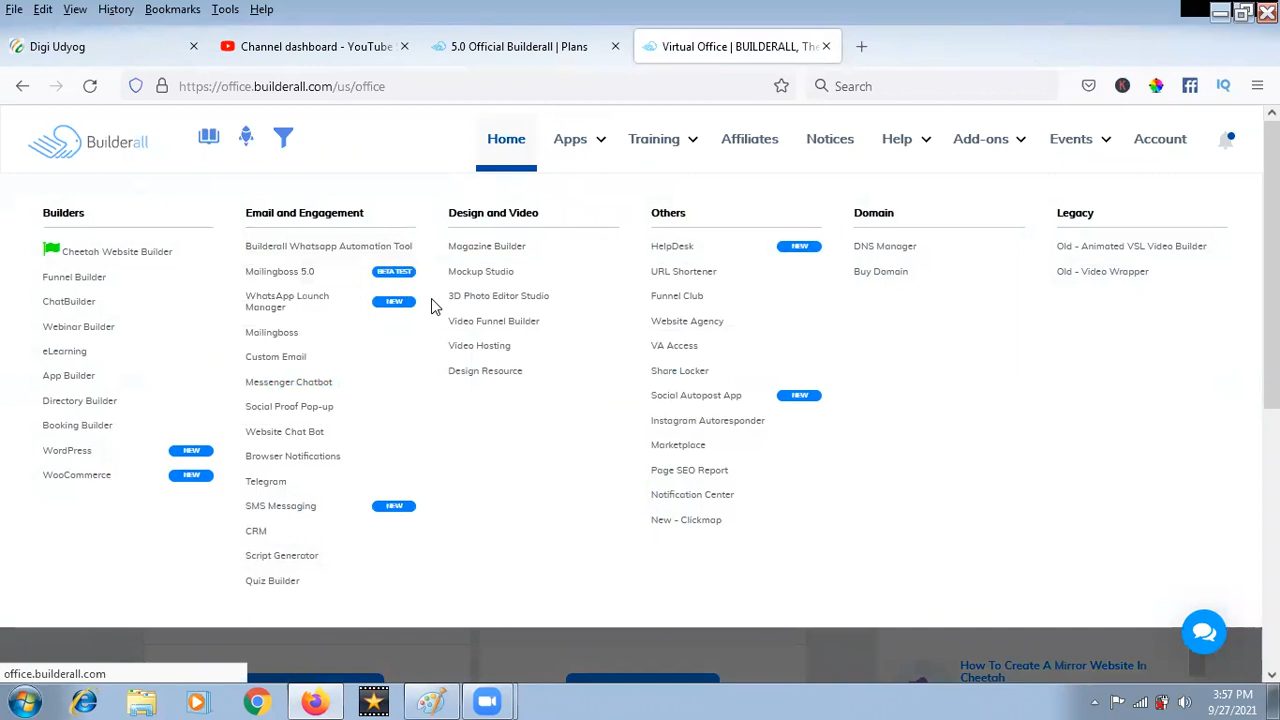 File Edit View History Bookmarks Tools Help
Digi Udyog
Channel dashboard - YouTube
5.0 Official Builderall | Plans
Virtual Office | BUILDERALL, The
https://office.builderall.com/us/office
Search
K
IQ
Builderall
Home Apps Training Affiliates Notices Help Add-ons Events Account
Builders
Cheetah Website Builder
Funnel Builder
ChatBuilder
Webinar Builder
eLearning
App Builder
Directory Builder
Booking Builder
WordPress NEW
WooCommerce NEW
Email and Engagement
Builderall Whatsapp Automation Tool
Mailingboss 5.0 BETA TEST
WhatsApp Launch
Manager NEW
Mailingboss
Custom Email
Messenger Chatbot
Social Proof Pop-up
Website Chat Bot
Browser Notifications
Telegram
SMS Messaging NEW
CRM
Script Generator
Quiz Builder
Design and Video
Magazine Builder
Mockup Studio
3D Photo Editor Studio
Video Funnel Builder
Video Hosting
Design Resource
Others
HelpDesk NEW
URL Shortener
Funnel Club
Website Agency
VA Access
Share Locker
Social Autopost App NEW
Instagram Autoresponder
Marketplace
Page SEO Report
Notification Center
New - Clickmap
Domain
DNS Manager
Buy Domain
Legacy
Old - Animated VSL Video Builder
Old - Video Wrapper
How To Create A Mirror Website In
Cheetah
office.builderall.com
3:57 PM
9/27/2021